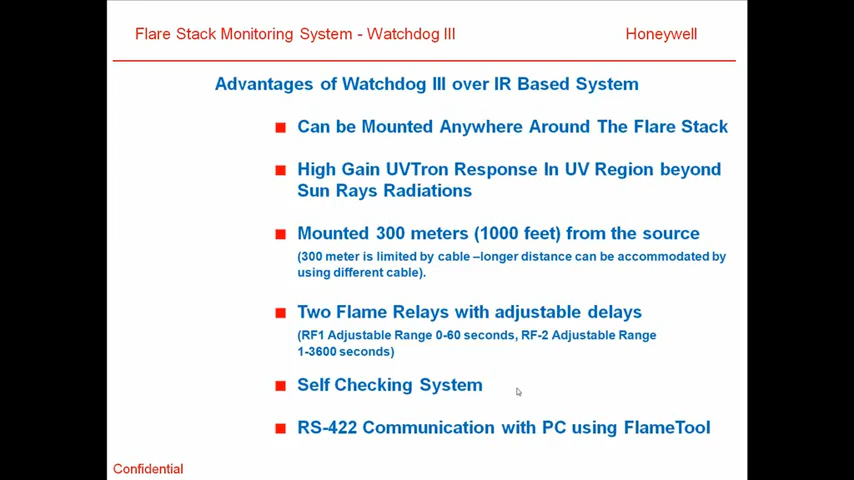 Flare Stack Monitoring System - Watchdog III Honeywell
Advantages of Watchdog III over IR Based System
Can be Mounted Anywhere Around The Flare Stack
High Gain UVTron Response In UV Region beyond
Sun Rays Radiations
Mounted 300 meters (1000 feet) from the source
(300 meter is limited by cable –longer distance can be accommodated by
using different cable).
Two Flame Relays with adjustable delays
(RF1 Adjustable Range 0-60 seconds, RF-2 Adjustable Range
1-3600 seconds)
Self Checking System
RS-422 Communication with PC using FlameTool
Confidential